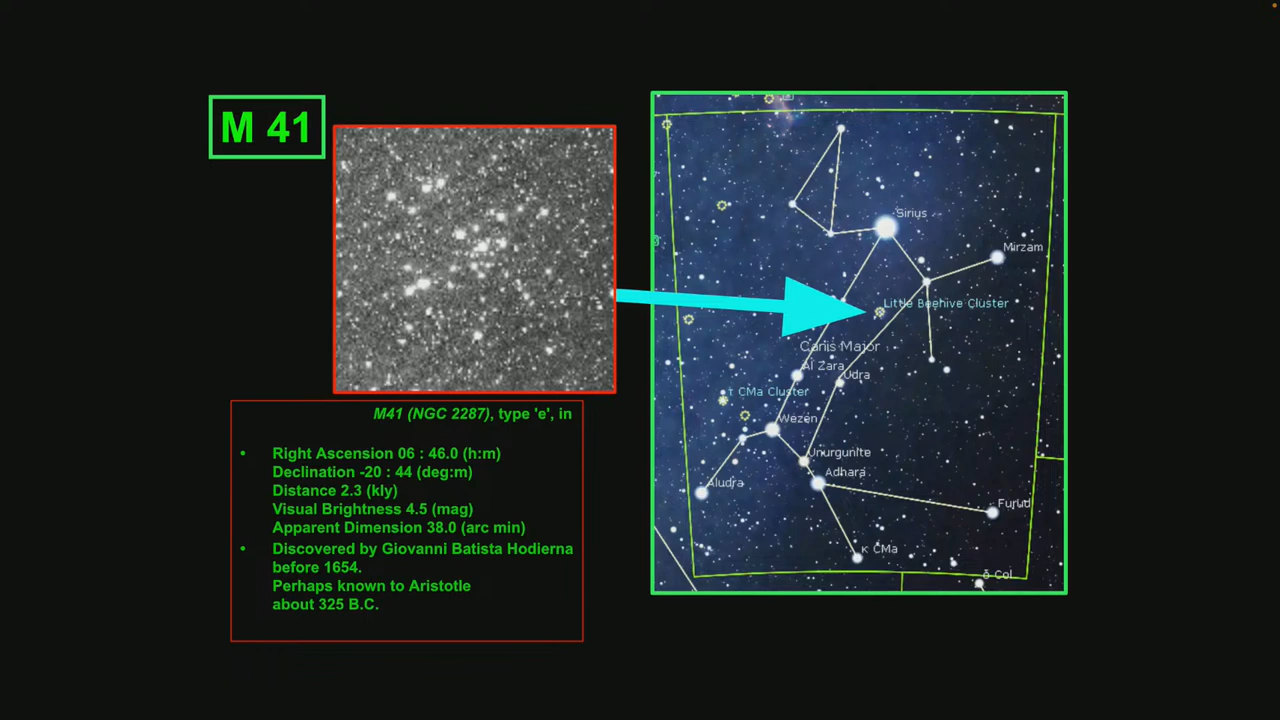 M 41
M41 (NGC 2287), type 'e', in
• Right Ascension 06 : 46.0 (h:m)
Declination -20 : 44 (deg:m)
Distance 2.3 (kly)
Visual Brightness 4.5 (mag)
Apparent Dimension 38.0 (arc min)
• Discovered by Giovanni Batista Hodierna
before 1654.
Perhaps known to Aristotle
about 325 B.C.
Sirius
Mirzam
Little Beehive Cluster
Canis Major
Al Zara
Udra
τ CMa Cluster
Wezen
Unurgunite
Adhara
Aludra
Furud
κ CMa
δ Col